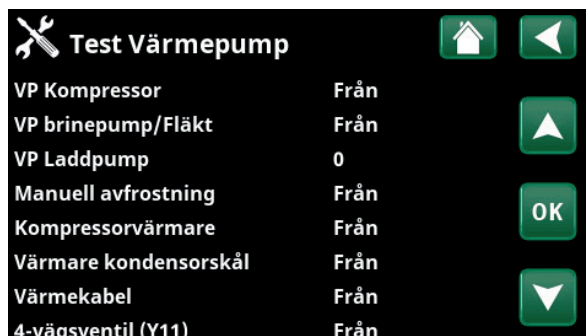 Test Värmepump
VP Kompressor Från
VP brinepump/Fläkt Från
VP Laddpump 0
Manuell avfrostning Från
OK
Kompressorvärmare Från
Värmare kondensorskål Från
Värmekabel Från
4-vägsventil (Y11) Från